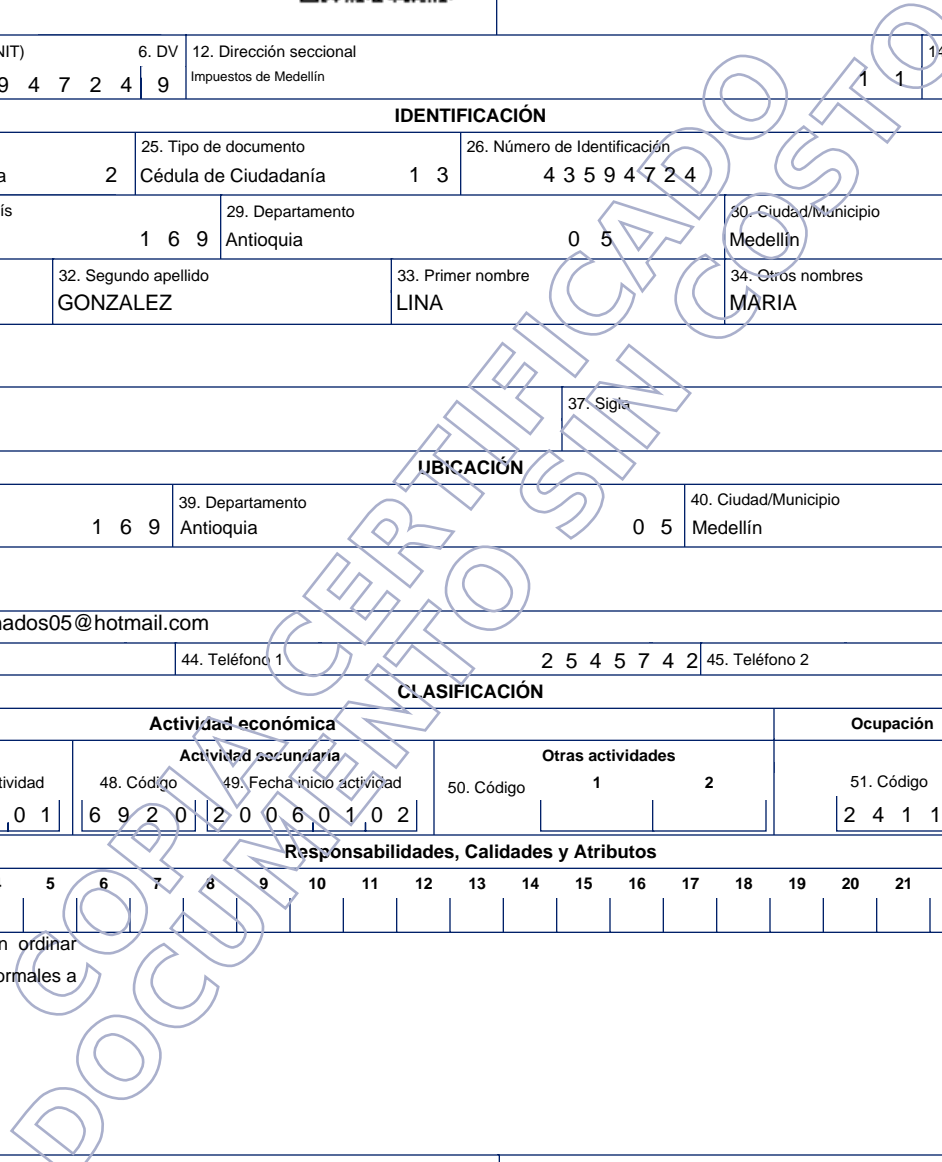 NIT) 6. DV 12. Dirección seccional 14
9 4 7 2 4 9 Impuestos de Medellín 1 1
IDENTIFICACIÓN
25. Tipo de documento 26. Número de Identificación
a 2 Cédula de Ciudadanía 1 3 4 3 5 9 4 7 2 4
ís 29. Departamento 30. Ciudad/Municipio
1 6 9 Antioquia 0 5 Medellín
32. Segundo apellido 33. Primer nombre 34. Otros nombres
GONZALEZ LINA MARIA
37. Sigla
UBICACIÓN
39. Departamento 40. Ciudad/Municipio
1 6 9 Antioquia 0 5 Medellín
nados05@hotmail.com
44. Teléfono 1 2 5 4 5 7 4 2 45. Teléfono 2
CLASIFICACIÓN
Actividad económica Ocupación
Actividad secundaria Otras actividades
tividad 48. Código 49. Fecha inicio actividad 50. Código 1 2 51. Código
0 1 6 9 2 0 2 0 0 6 0 1 0 2 2 4 1 1
Responsabilidades, Calidades y Atributos
5 6 7 8 9 10 11 12 13 14 15 16 17 18 19 20 21
n ordinar
ormales a
COPIA CERTIFICADO
DOCUMENTO SIN COSTO